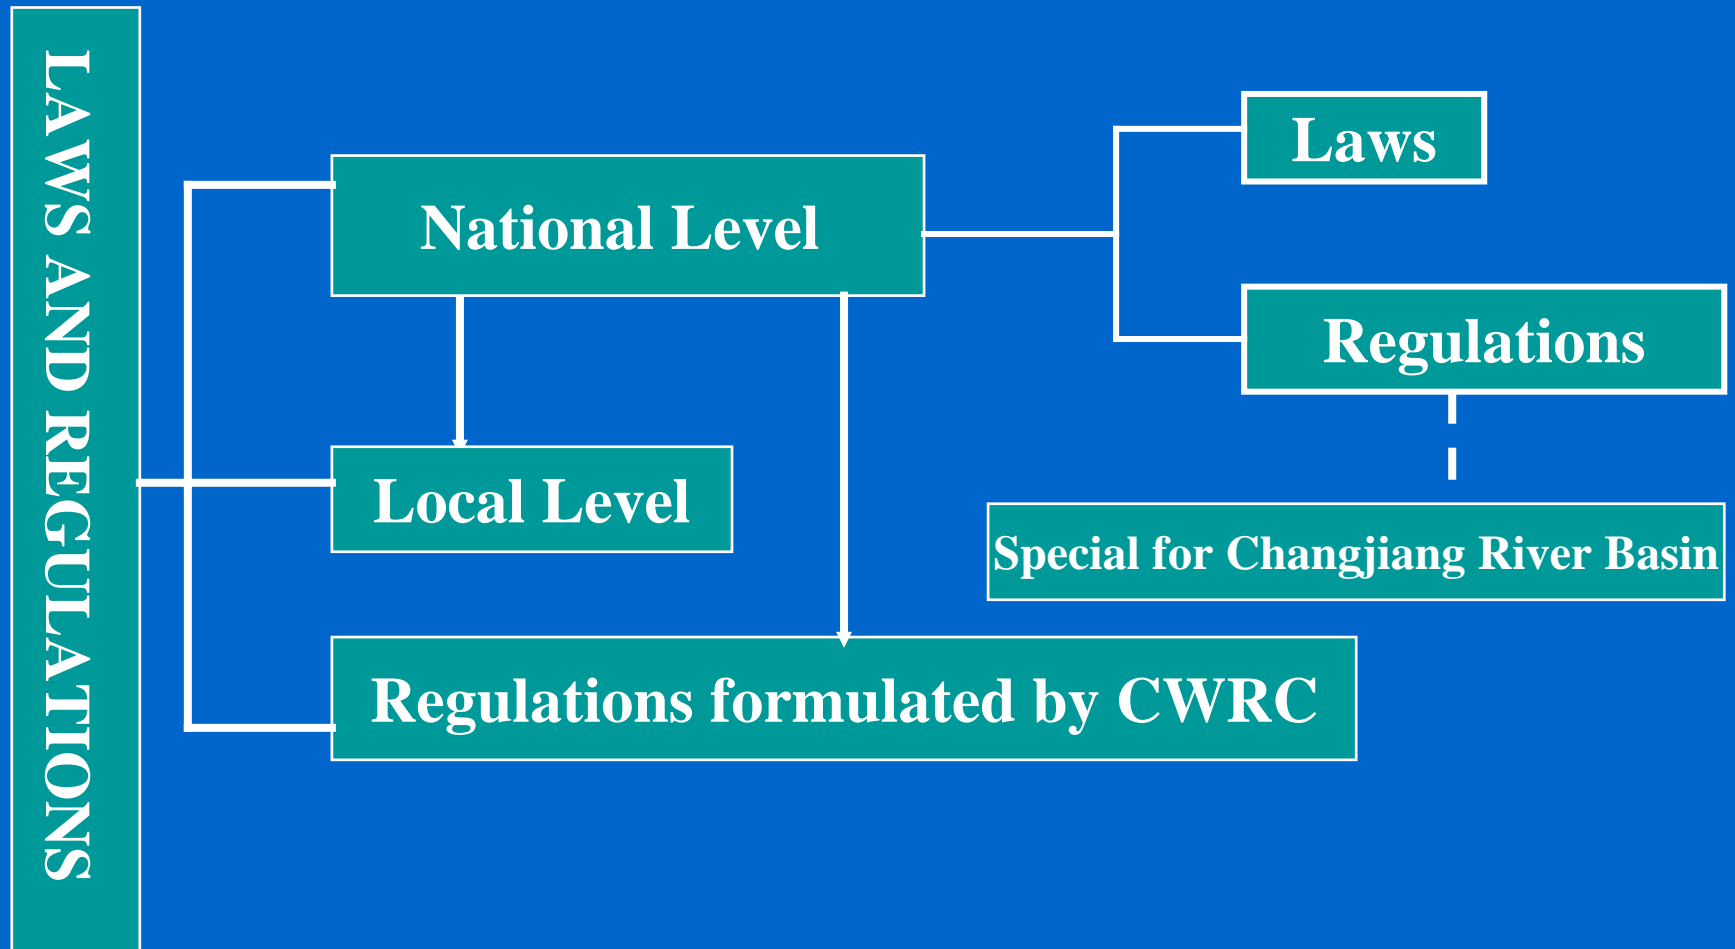 LAWS AND REGULATIONS
National Level
Laws
Regulations
Local Level
Special for Changjiang River Basin
Regulations formulated by CWRC